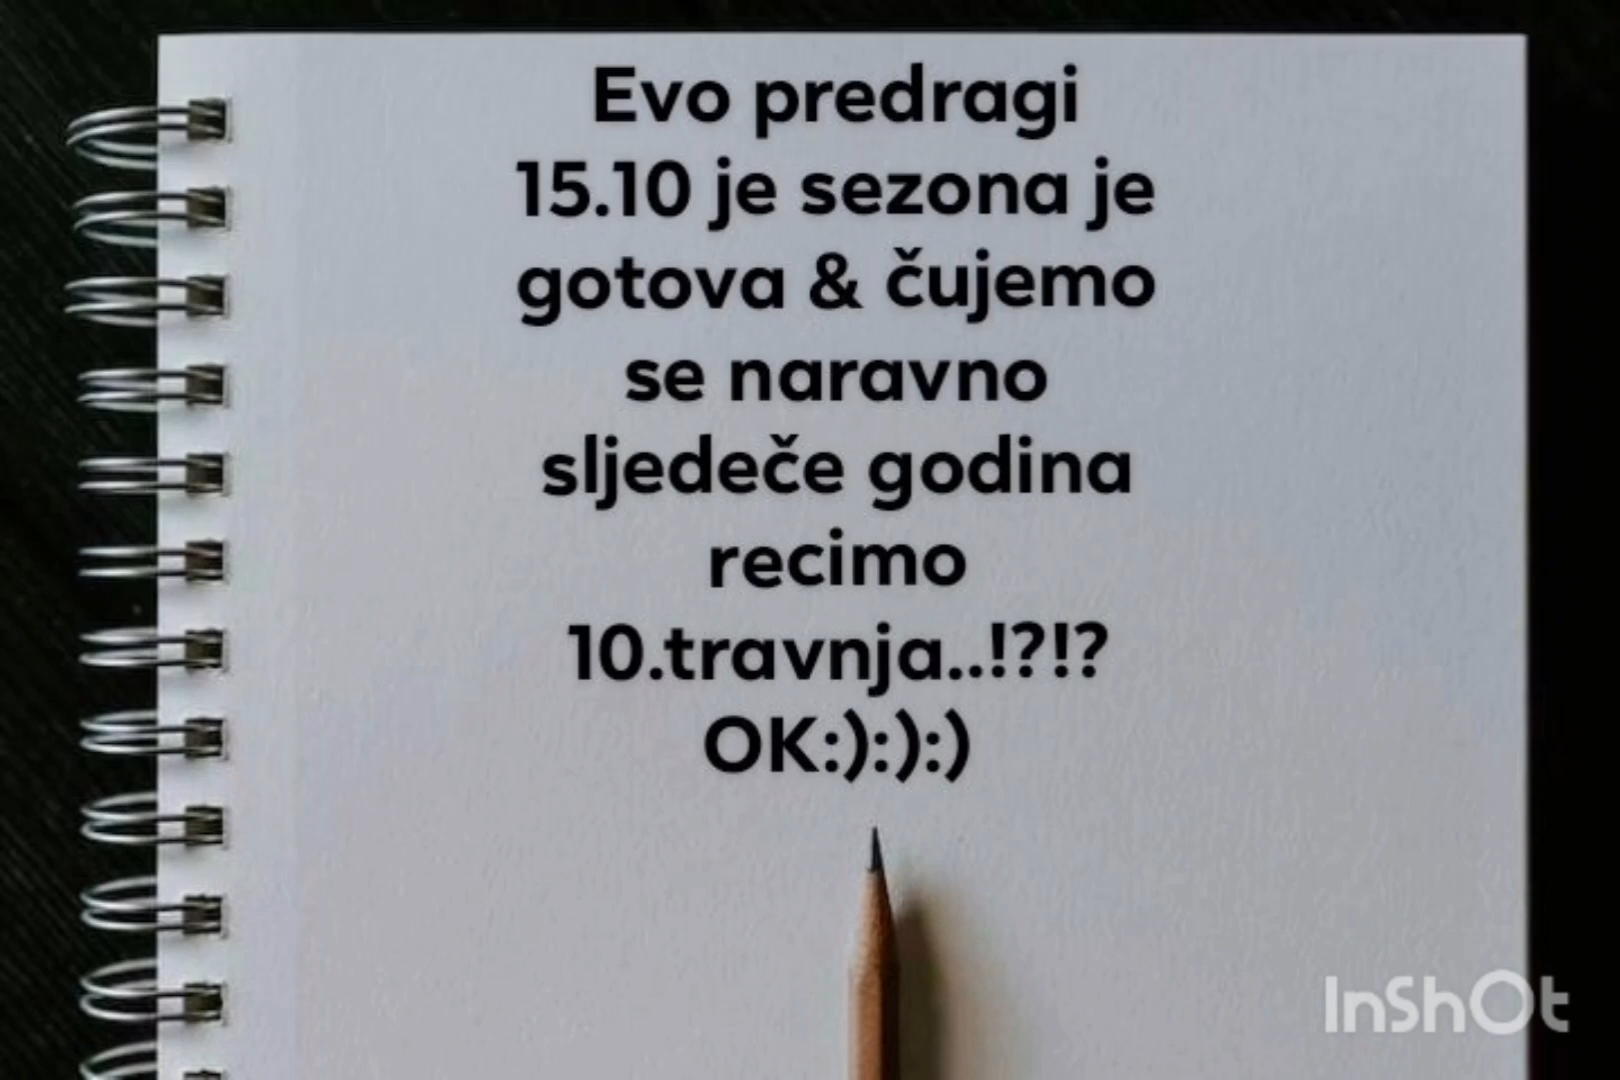 Evo predragi
15.10 je sezona je
gotova & čujemo
se naravno
sljedeče godina
recimo
10.travnja..!?!?
OK:):):)
InShOt